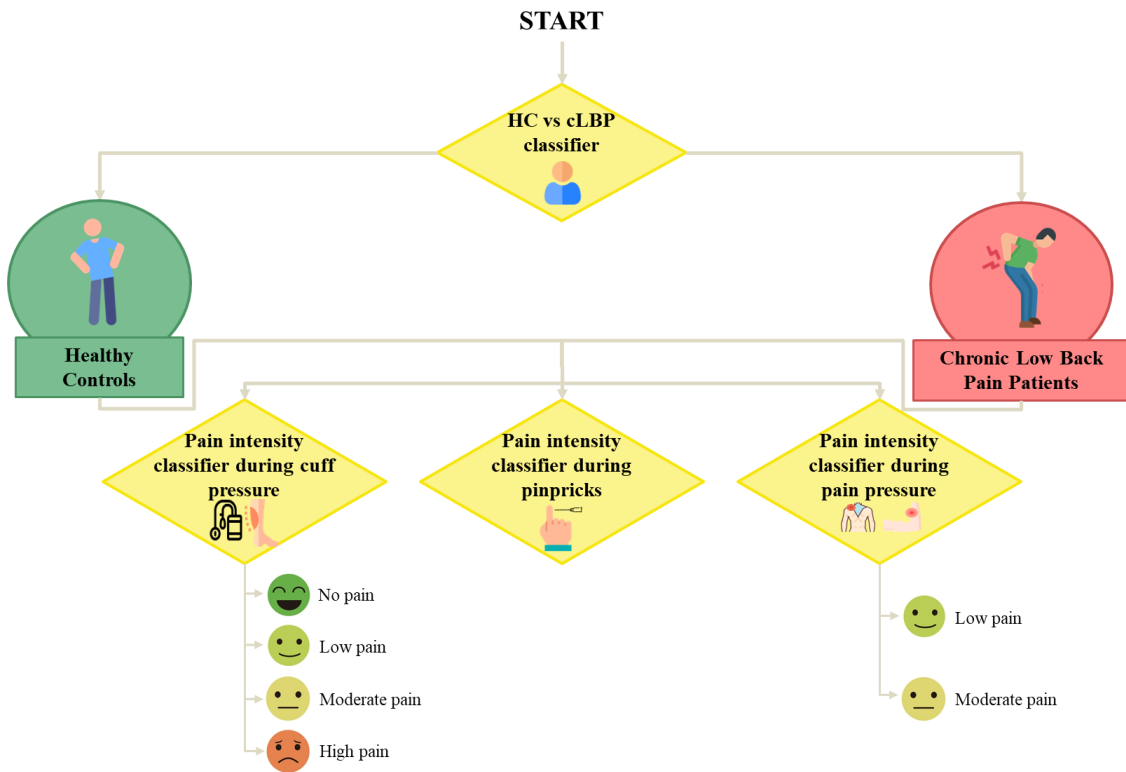 START
HC vs cLBP
classifier
Healthy
Controls
Chronic Low Back
Pain Patients
Pain intensity
classifier during cuff
pressure
Pain intensity
classifier during
pinpricks
Pain intensity
classifier during
pain pressure
No pain
Low pain
Moderate pain
High pain
Low pain
Moderate pain